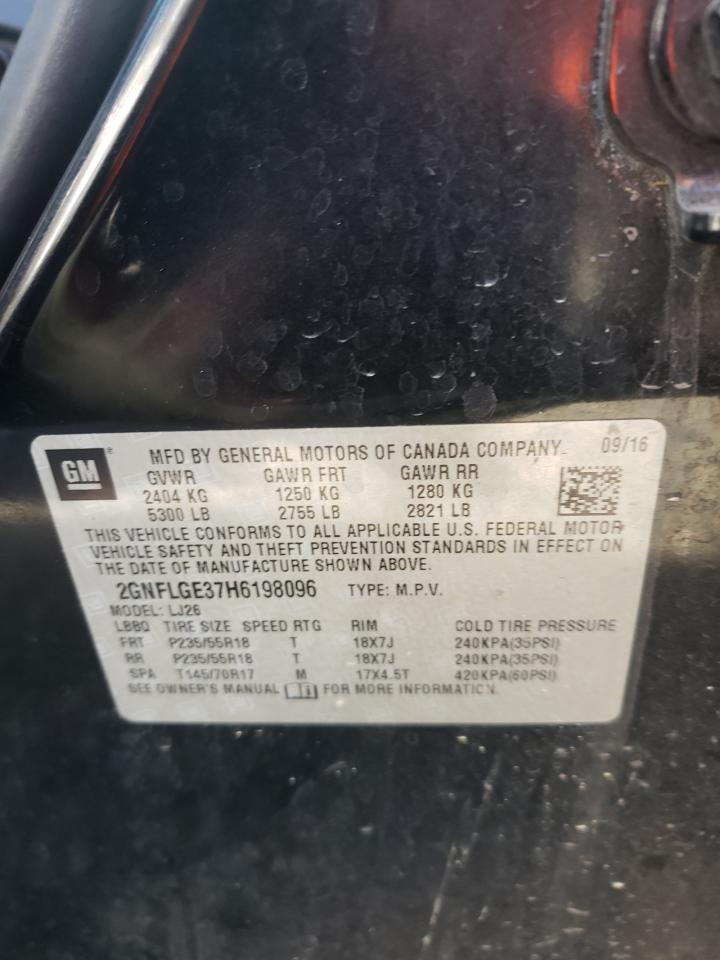 GM
MFD BY GENERAL MOTORS OF CANADA COMPANY 09/16
GVWR GAWR FRT GAWR RR
2404 KG 1250 KG 1280 KG
5300 LB 2755 LB 2821 LB
THIS VEHICLE CONFORMS TO ALL APPLICABLE U.S. FEDERAL MOTOR
VEHICLE SAFETY AND THEFT PREVENTION STANDARDS IN EFFECT ON
THE DATE OF MANUFACTURE SHOWN ABOVE.
2GNFLGE37H6198096 TYPE: M.P.V.
MODEL: LJ26
LBBQ TIRE SIZE SPEED RTG RIM COLD TIRE PRESSURE
FRT P235/55R18 T 18X7J 240KPA(35PSI)
RR P235/55R18 T 18X7J 240KPA(35PSI)
SPA T145/70R17 M 17X4.5T 420KPA(60PSI)
SEE OWNER'S MANUAL FOR MORE INFORMATION.